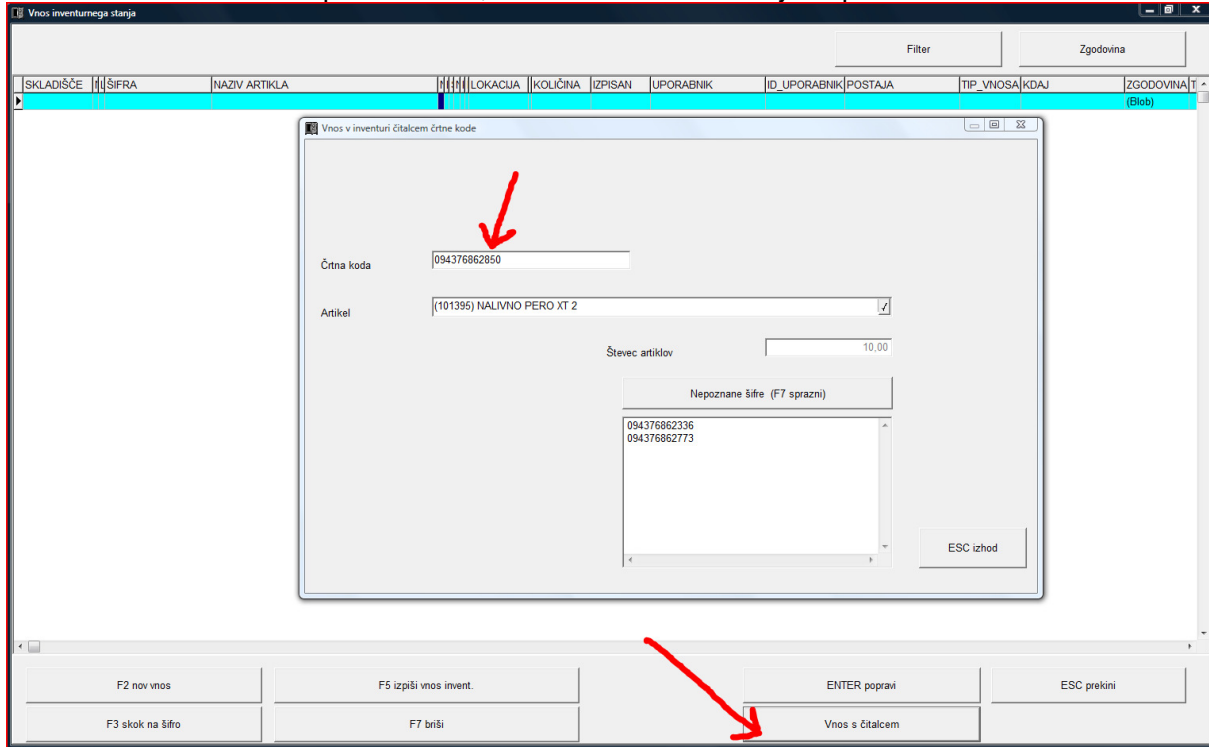 Vnos inventurnega stanja
Filter Zgodovina
SKLADIŠČE ŠIFRA NAZIV ARTIKLA LOKACIJA KOLIČINA IZPISAN UPORABNIK ID_UPORABNIK POSTAJA TIP_VNOSA KDAJ ZGODOVINA T
(Blob)
Vnos v inventuri čitalcem črtne kode
Črtna koda 094376862850
Artikel (101395) NALIVNO PERO XT 2
Števec artiklov 10,00
Nepoznane šifre (F7 sprazni)
094376862336
094376862773
ESC izhod
F2 nov vnos F5 izpiši vnos invent. ENTER popravi ESC prekini
F3 skok na šifro F7 briši Vnos s čitalcem